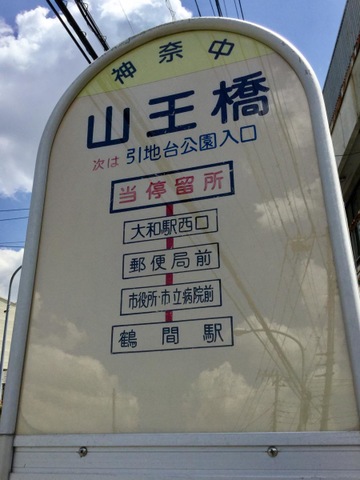 神奈中
山王橋
次は 引地台公園入口
当停留所
大和駅西口
郵便局前
市役所・市立病院前
鶴間駅